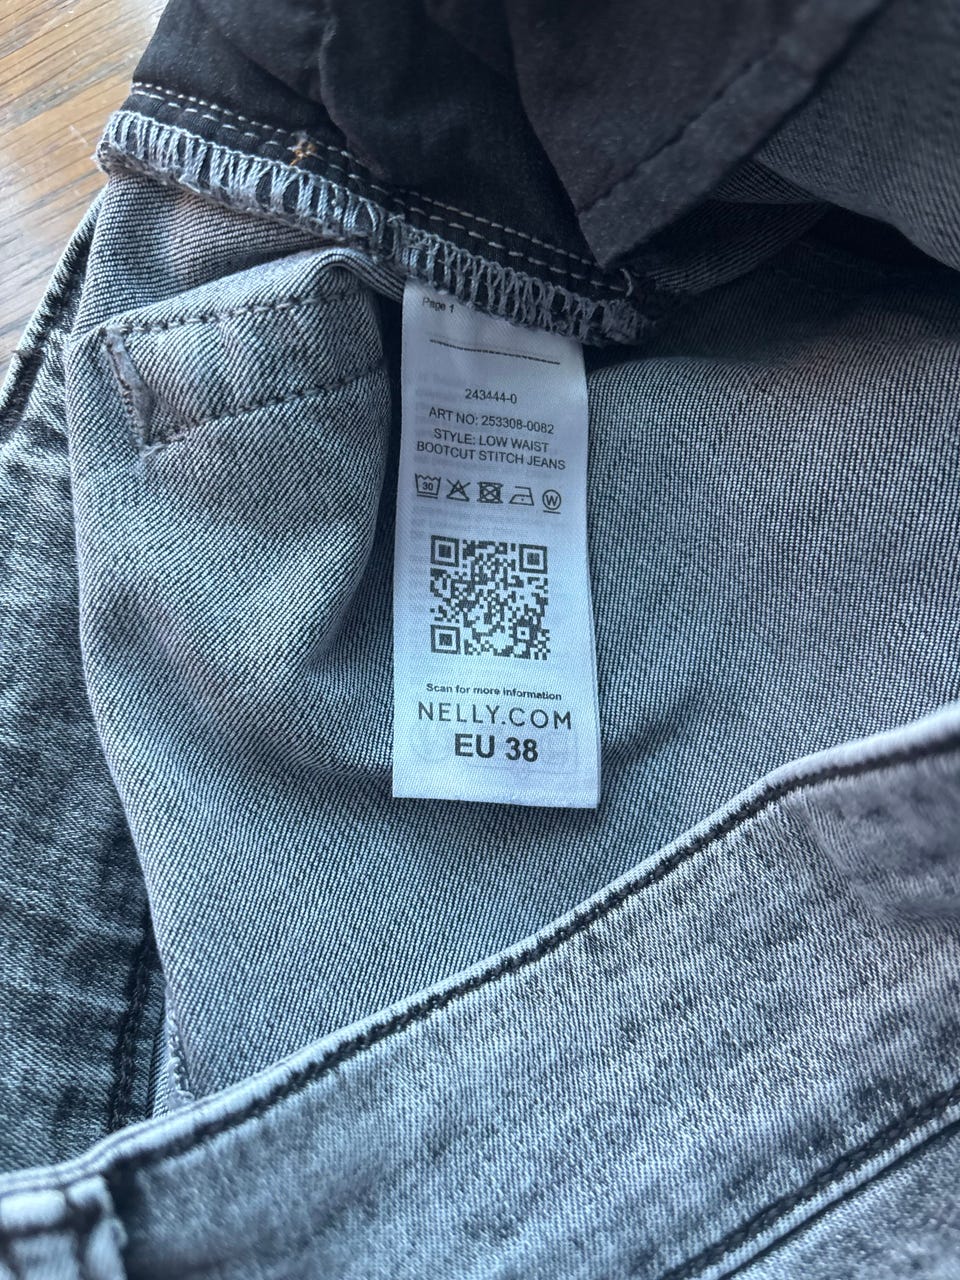 Page 1
243444-0
ART NO: 253308-0082
STYLE: LOW WAIST
BOOTCUT STITCH JEANS
30
W
Scan for more information
NELLY.COM
EU 38